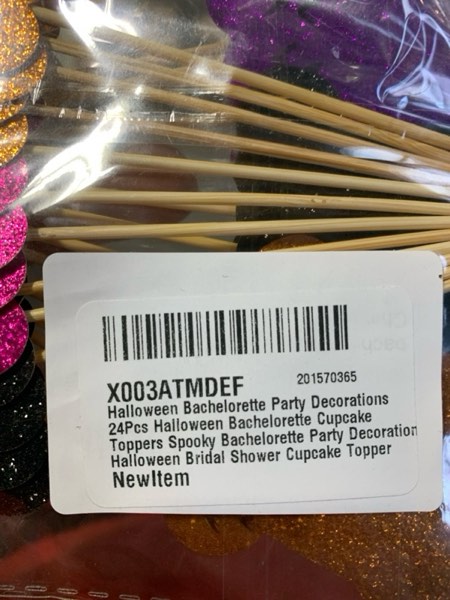 X003ATMDEF 201570365
Halloween Bachelorette Party Decorations
24Pcs Halloween Bachelorette Cupcake
Toppers Spooky Bachelorette Party Decoration
Halloween Bridal Shower Cupcake Topper
NewItem